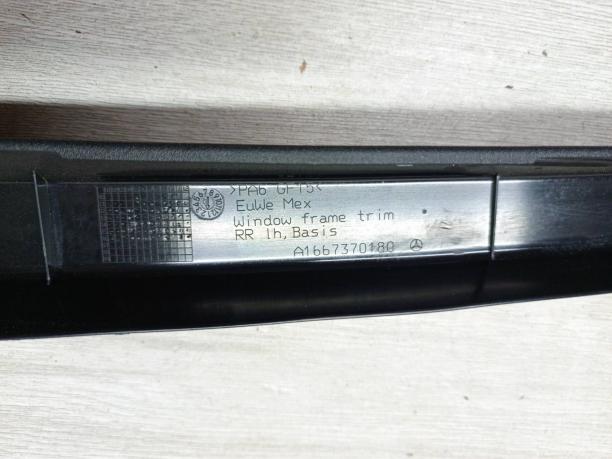 >PA6 GF15<
EuWe Mex
Window frame trim
RR lh, Basis
A1667370180